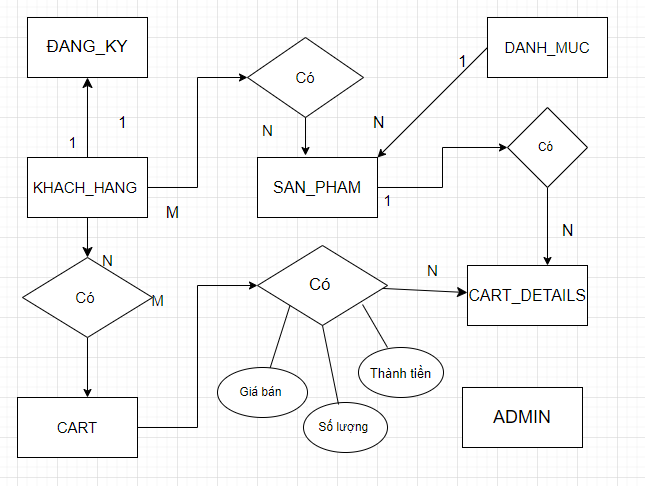 ĐANG_KY
DANH_MUC
Có
1
1
1
N
N
Có
KHACH_HANG
SAN_PHAM
1
M
N
N
Có
M
Có
N
CART_DETAILS
Thành tiền
Giá bán
Số lượng
CART
ADMIN